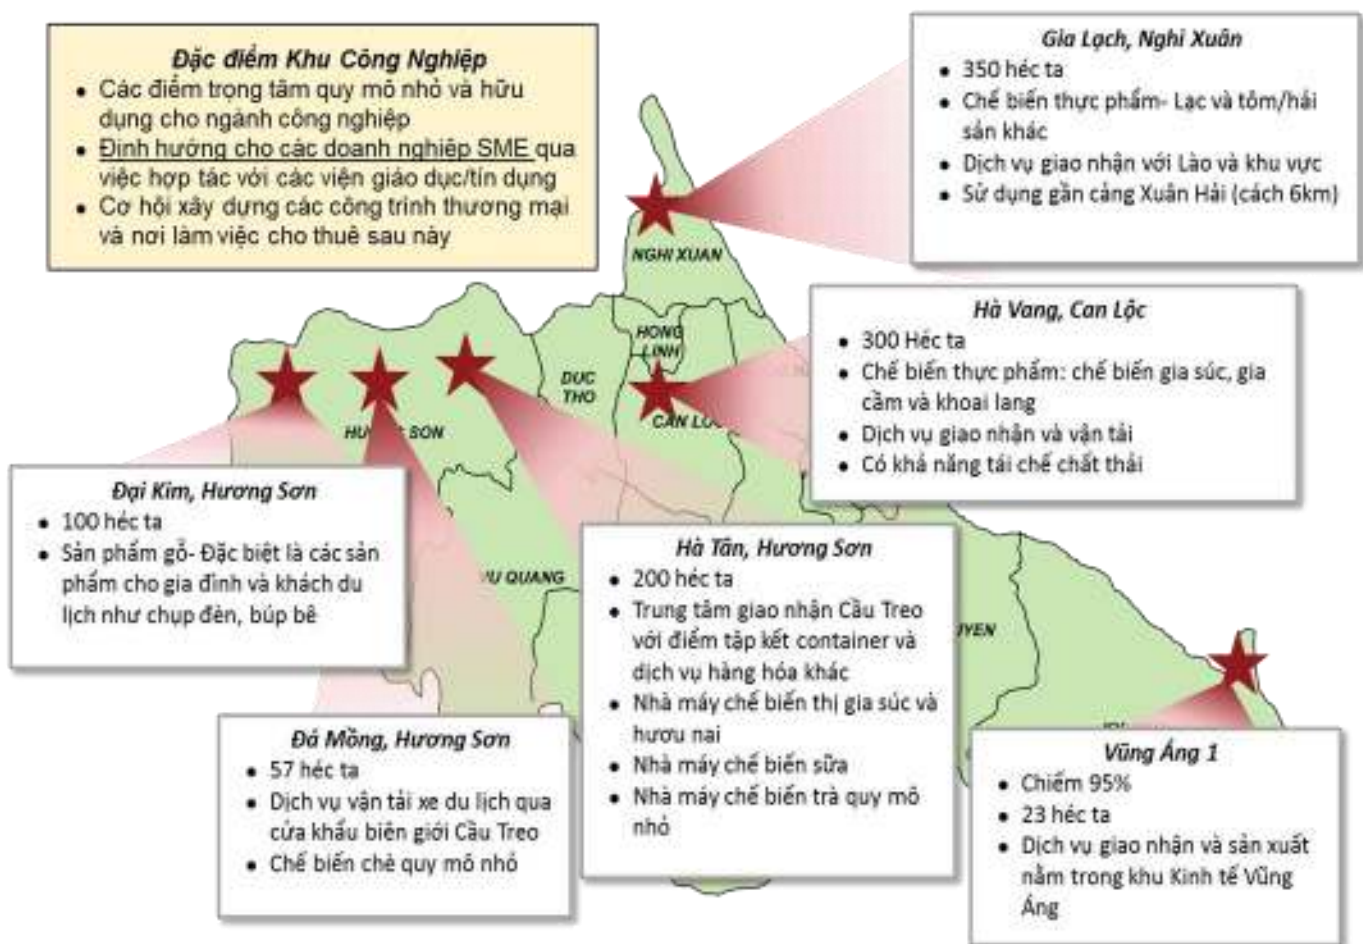 Đặc điểm Khu Công Nghiệp
• Các điểm trọng tâm quy mô nhỏ và hữu
dụng cho ngành công nghiệp
• Định hướng cho các doanh nghiệp SME qua
việc hợp tác với các viện giáo dục/tín dụng
• Cơ hội xây dựng các công trình thương mại
và nơi làm việc cho thuê sau này
Gia Lạch, Nghi Xuân
• 350 héc ta
• Chế biến thực phẩm- Lạc và tôm/hải
sản khác
• Dịch vụ giao nhận với Lào và khu vực
• Sử dụng gần cảng Xuân Hải (cách 6km)
NGHI XUAN
Hà Vang, Can Lộc
• 300 Héc ta
• Chế biến thực phẩm: chế biến gia súc, gia
cầm và khoai lang
• Dịch vụ giao nhận và vận tải
• Có khả năng tái chế chất thải
HONG
LINH
DUC
THO
CAN LOC
HUONG SON
Đại Kim, Hương Sơn
• 100 héc ta
• Sản phẩm gỗ- Đặc biệt là các sản
phẩm cho gia đình và khách du
lịch như chụp đèn, búp bê
VU QUANG
Hà Tân, Hương Sơn
• 200 héc ta
• Trung tâm giao nhận Cầu Treo
với điểm tập kết container và
dịch vụ hàng hóa khác
• Nhà máy chế biến thị gia súc và
hươu nai
• Nhà máy chế biến sữa
• Nhà máy chế biến trà quy mô
nhỏ
UYEN
Đá Mồng, Hương Sơn
• 57 héc ta
• Dịch vụ vận tải xe du lịch qua
cửa khẩu biên giới Cầu Treo
• Chế biến chè quy mô nhỏ
Vũng Áng 1
• Chiếm 95%
• 23 héc ta
• Dịch vụ giao nhận và sản xuất
nằm trong khu Kinh tế Vũng
Áng